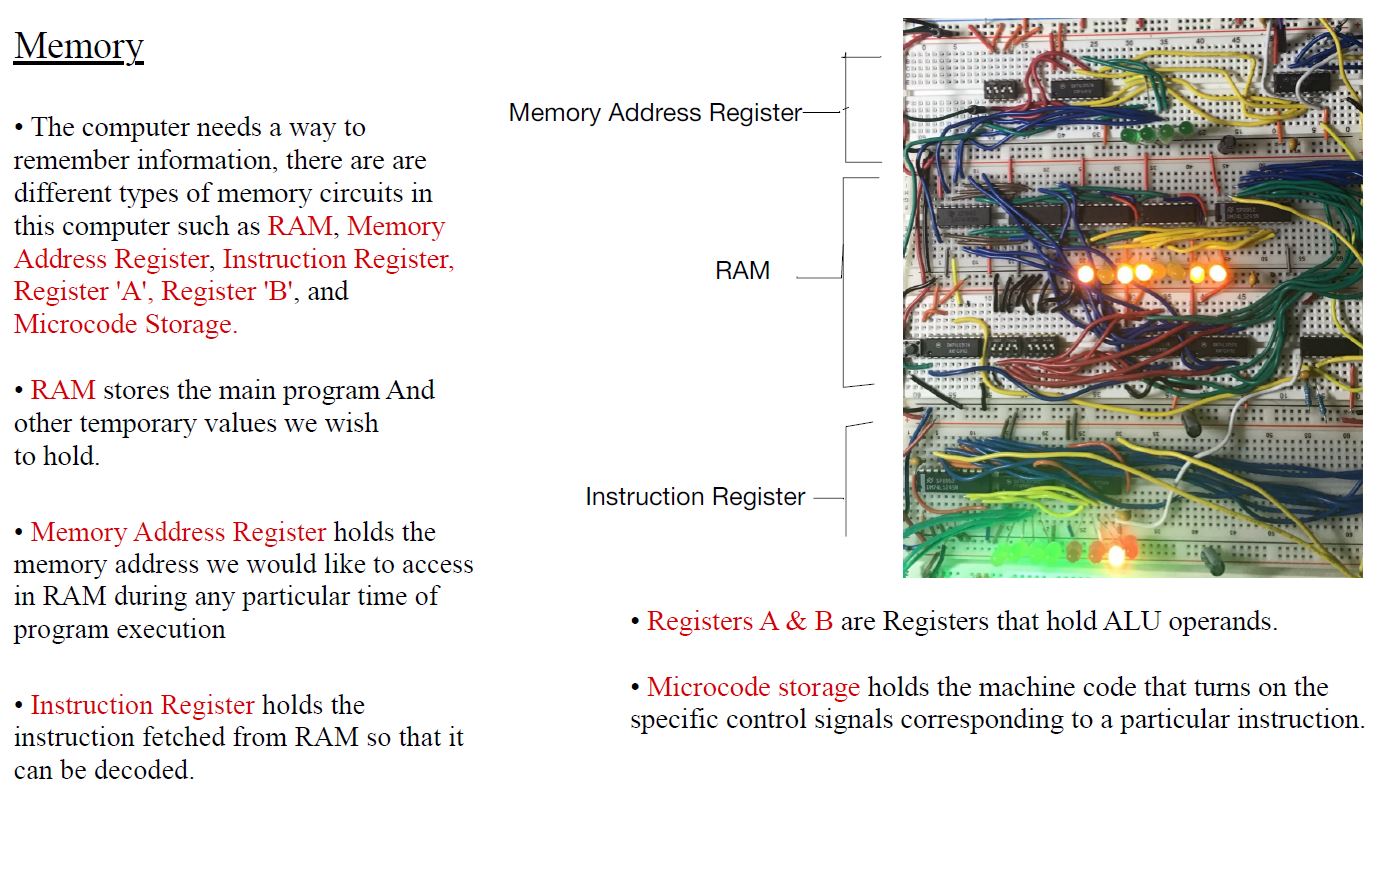 Memory
• The computer needs a way to
remember information, there are are
different types of memory circuits in
this computer such as RAM, Memory
Address Register, Instruction Register,
Register 'A', Register 'B', and
Microcode Storage.
• RAM stores the main program And
other temporary values we wish
to hold.
• Memory Address Register holds the
memory address we would like to access
in RAM during any particular time of
program execution
• Instruction Register holds the
instruction fetched from RAM so that it
can be decoded.
Memory Address Register
RAM
Instruction Register
• Registers A & B are Registers that hold ALU operands.
• Microcode storage holds the machine code that turns on the
specific control signals corresponding to a particular instruction.